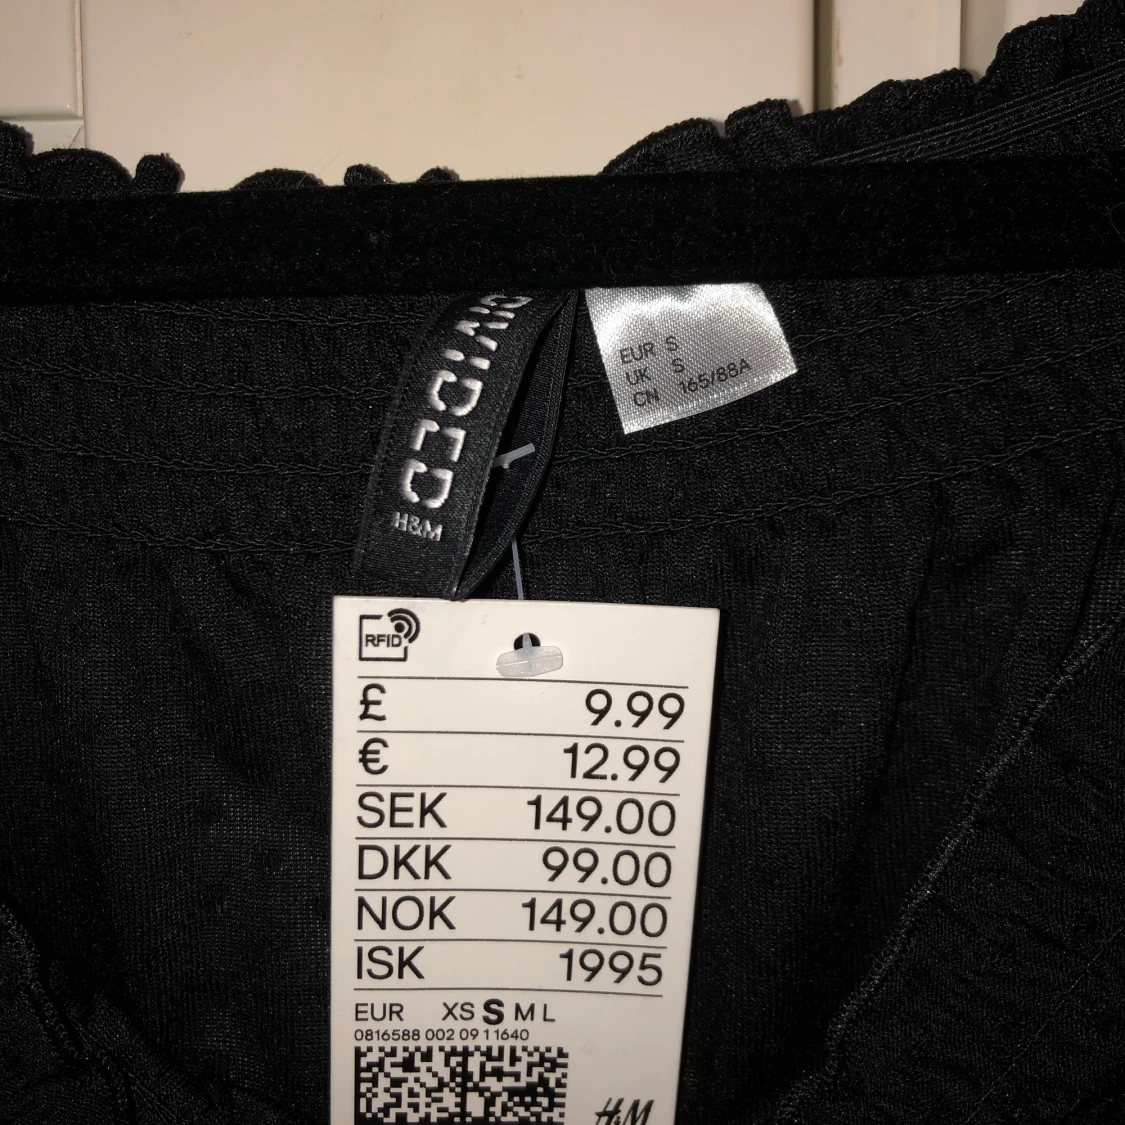 DIVIDED
H&M
EUR S
UK S
CN 165/88A
RFID
£ 9.99
€ 12.99
SEK 149.00
DKK 99.00
NOK 149.00
ISK 1995
EUR XS S M L
0816588 002 09 11640
H&M